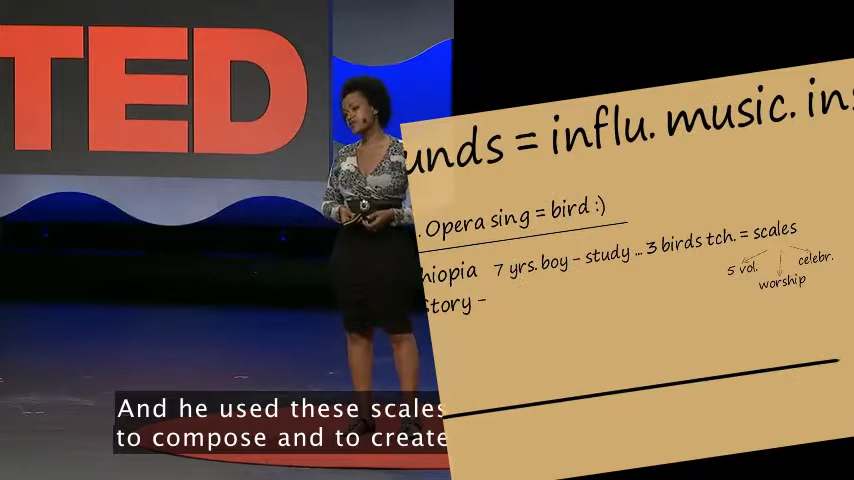 TED
unds = influ. music. ins
. Opera sing = bird :)
hiopia 7 yrs. boy - study ... 3 birds tch. = scales
5 vol. worship celebr.
story -
And he used these scales
to compose and to create